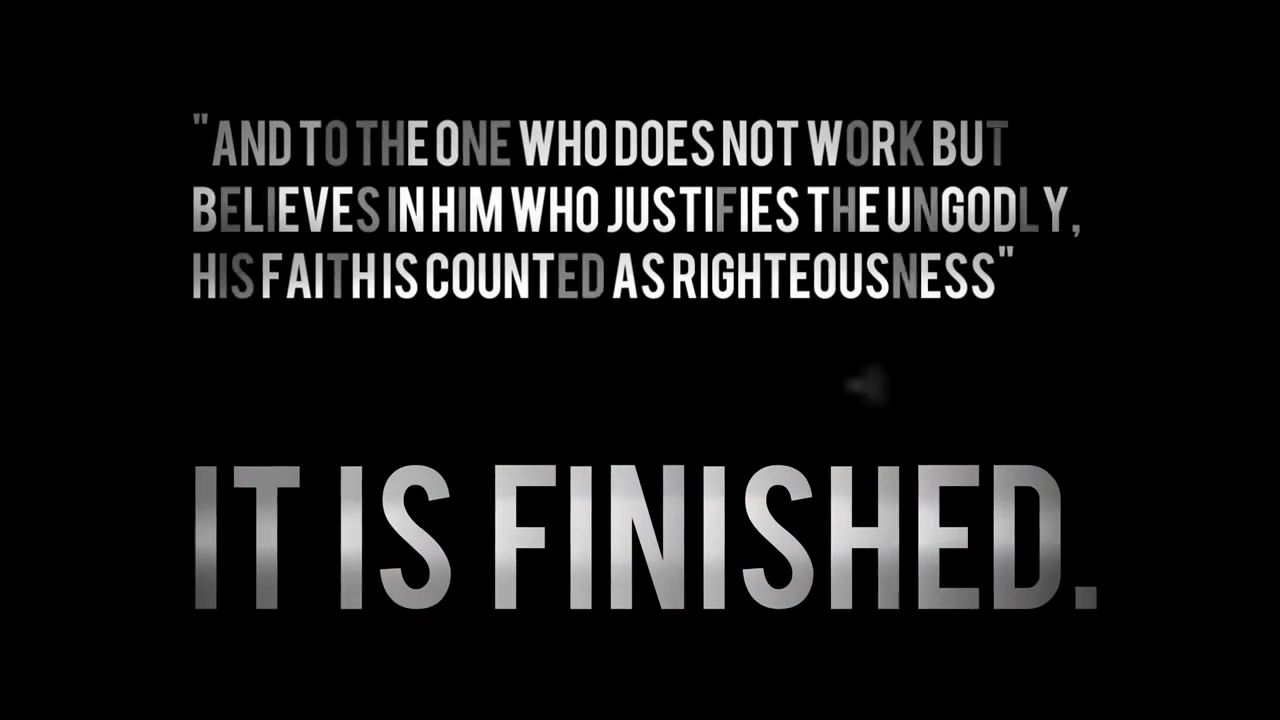 "AND TO THE ONE WHO DOES NOT WORK BUT
BELIEVES IN HIM WHO JUSTIFIES THE UNGODLY,
HIS FAITH IS COUNTED AS RIGHTEOUSNESS"
IT IS FINISHED.